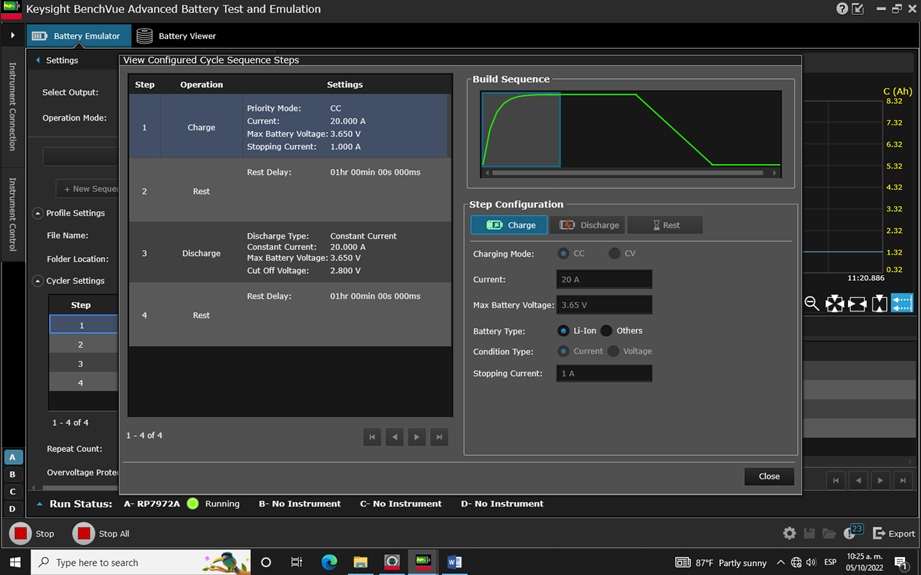 Keysight BenchVue Advanced Battery Test and Emulation
Battery Emulator
Battery Viewer
Instrument Connection
Instrument Control
Settings
Select Output:
Operation Mode:
+ New Seque
Profile Settings
File Name:
Folder Location:
Cycler Settings
Step
1
2
3
4
1 - 4 of 4
Repeat Count:
Overvoltage Prote
A
B
C
D
View Configured Cycle Sequence Steps
Step Operation Settings
1 Charge
Priority Mode: CC
Current: 20.000 A
Max Battery Voltage: 3.650 V
Stopping Current: 1.000 A
2 Rest
Rest Delay: 01hr 00min 00s 000ms
3 Discharge
Discharge Type: Constant Current
Constant Current: 20.000 A
Max Battery Voltage: 3.650 V
Cut Off Voltage: 2.800 V
4 Rest
Rest Delay: 01hr 00min 00s 000ms
1 - 4 of 4
Build Sequence
Step Configuration
Charge Discharge Rest
Charging Mode: CC CV
Current: 20 A
Max Battery Voltage: 3.65 V
Battery Type: Li-Ion Others
Condition Type: Current Voltage
Stopping Current: 1 A
Close
C (Ah)
8.32
7.32
6.32
5.32
4.32
3.32
2.32
1.32
0.32
11:20.886
Run Status: A- RP7972A Running B- No Instrument C- No Instrument D- No Instrument
Stop Stop All 23 Export
Type here to search
87°F Partly sunny ESP
10:25 a. m.
05/10/2022
1